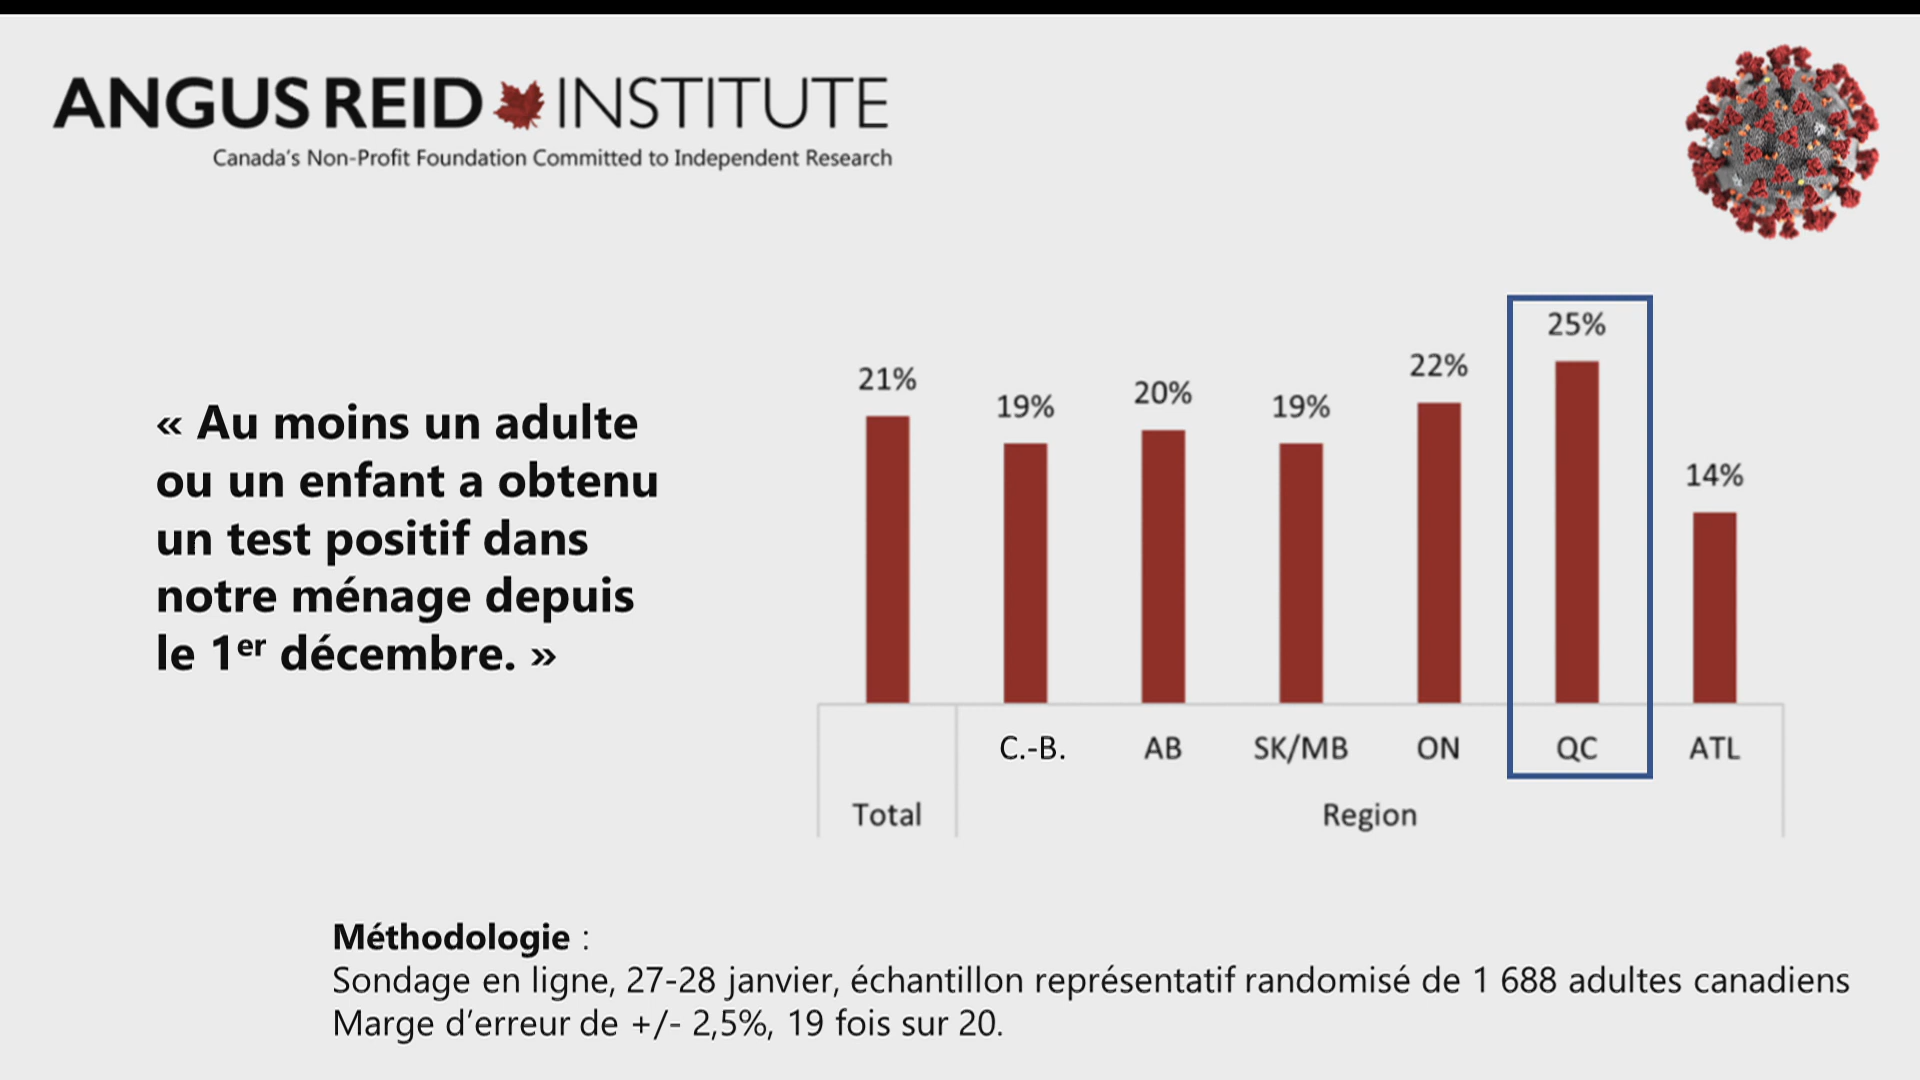 ANGUS REID INSTITUTE
Canada's Non-Profit Foundation Committed to Independent Research
« Au moins un adulte
ou un enfant a obtenu
un test positif dans
notre ménage depuis
le 1er décembre. »
21%
19%
20%
19%
22%
25%
14%
C.-B.
AB
SK/MB
ON
QC
ATL
Total
Region
Méthodologie :
Sondage en ligne, 27-28 janvier, échantillon représentatif randomisé de 1 688 adultes canadiens
Marge d'erreur de +/- 2,5%, 19 fois sur 20.